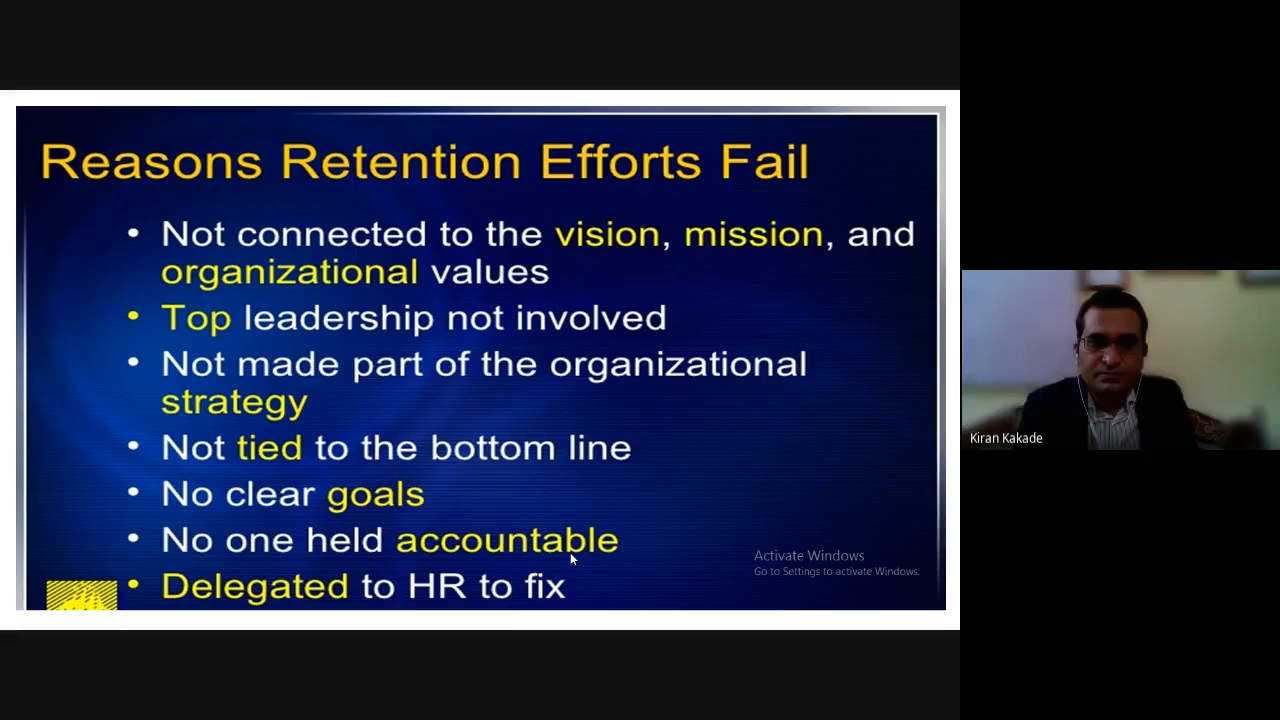 Reasons Retention Efforts Fail
• Not connected to the vision, mission, and
organizational values
• Top leadership not involved
• Not made part of the organizational
strategy
• Not tied to the bottom line
• No clear goals
• No one held accountable
• Delegated to HR to fix
Activate Windows
Go to Settings to activate Windows.
Kiran Kakade